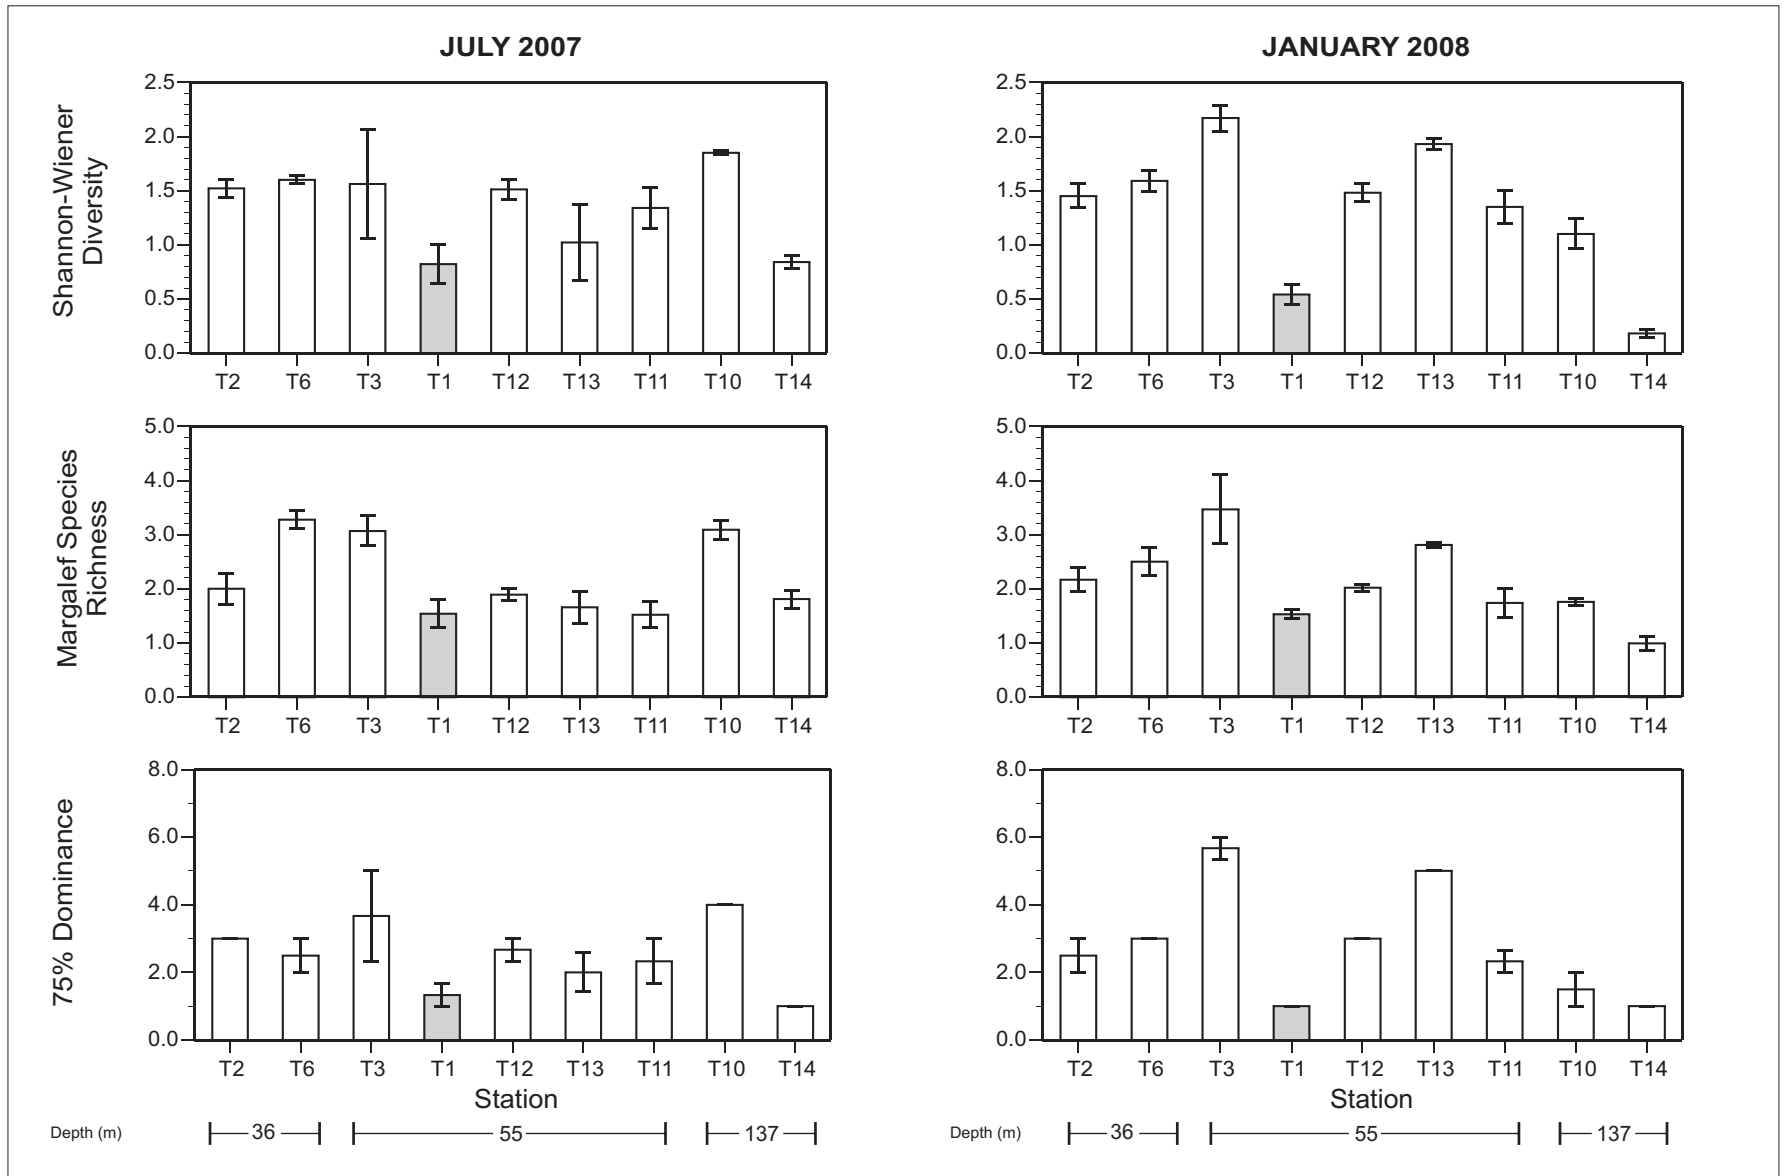 JULY 2007
JANUARY 2008
Shannon-Wiener
Diversity
2.5
2.0
1.5
1.0
0.5
0.0
T2 T6 T3 T1 T12 T13 T11 T10 T14
2.5
2.0
1.5
1.0
0.5
0.0
T2 T6 T3 T1 T12 T13 T11 T10 T14
Margalef Species
Richness
5.0
4.0
3.0
2.0
1.0
0.0
T2 T6 T3 T1 T12 T13 T11 T10 T14
5.0
4.0
3.0
2.0
1.0
0.0
T2 T6 T3 T1 T12 T13 T11 T10 T14
75% Dominance
8.0
6.0
4.0
2.0
0.0
T2 T6 T3 T1 T12 T13 T11 T10 T14
Station
Depth (m) 36 55 137
8.0
6.0
4.0
2.0
0.0
T2 T6 T3 T1 T12 T13 T11 T10 T14
Station
Depth (m) 36 55 137